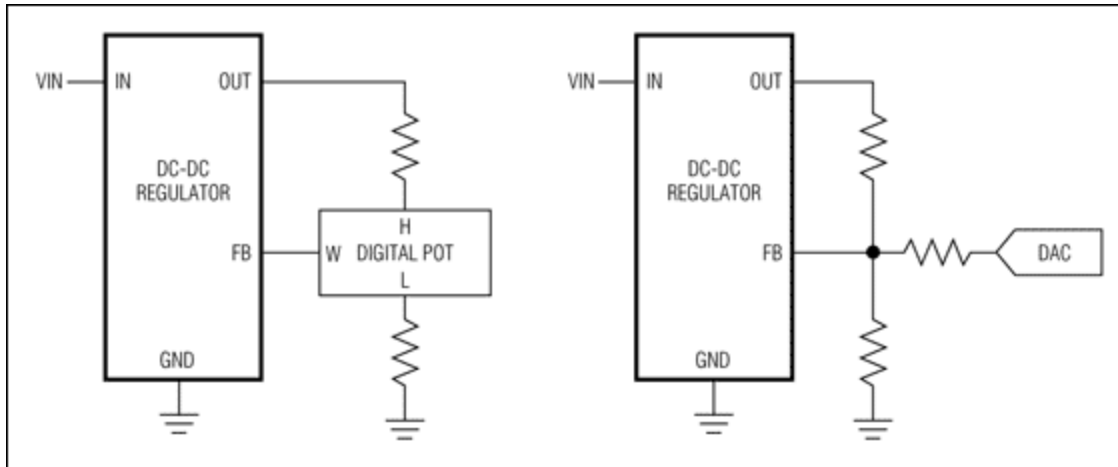 VIN
IN
OUT
DC-DC
REGULATOR
FB
GND
H
W
DIGITAL POT
L
VIN
IN
OUT
DC-DC
REGULATOR
FB
GND
DAC